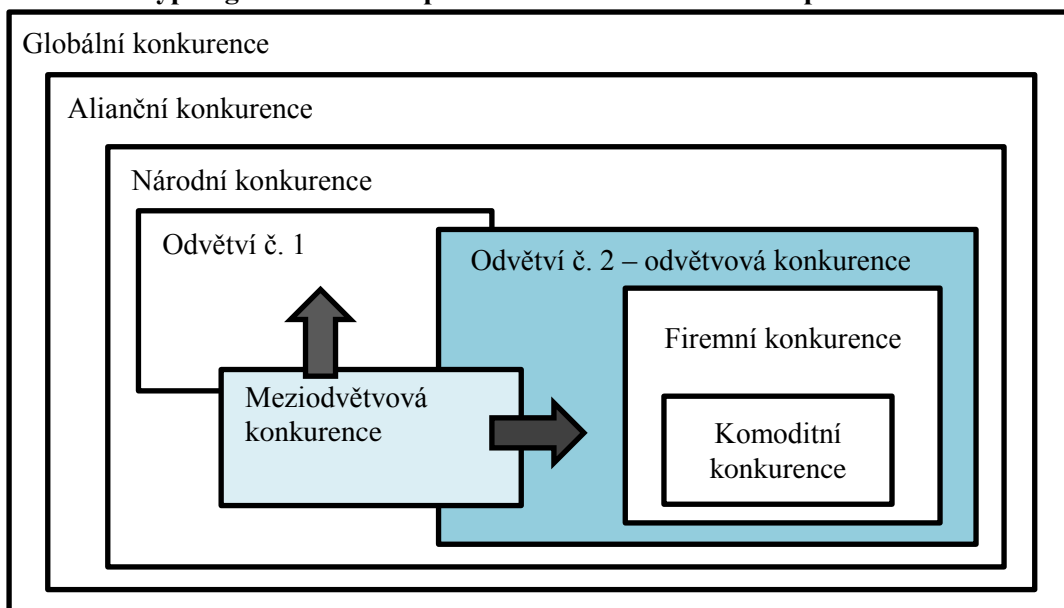 Globální konkurence
Alianční konkurence
Národní konkurence
Odvětví č. 1
Odvětví č. 2 – odvětvová konkurence
Firemní konkurence
Meziodvětvová
konkurence
Komoditní
konkurence